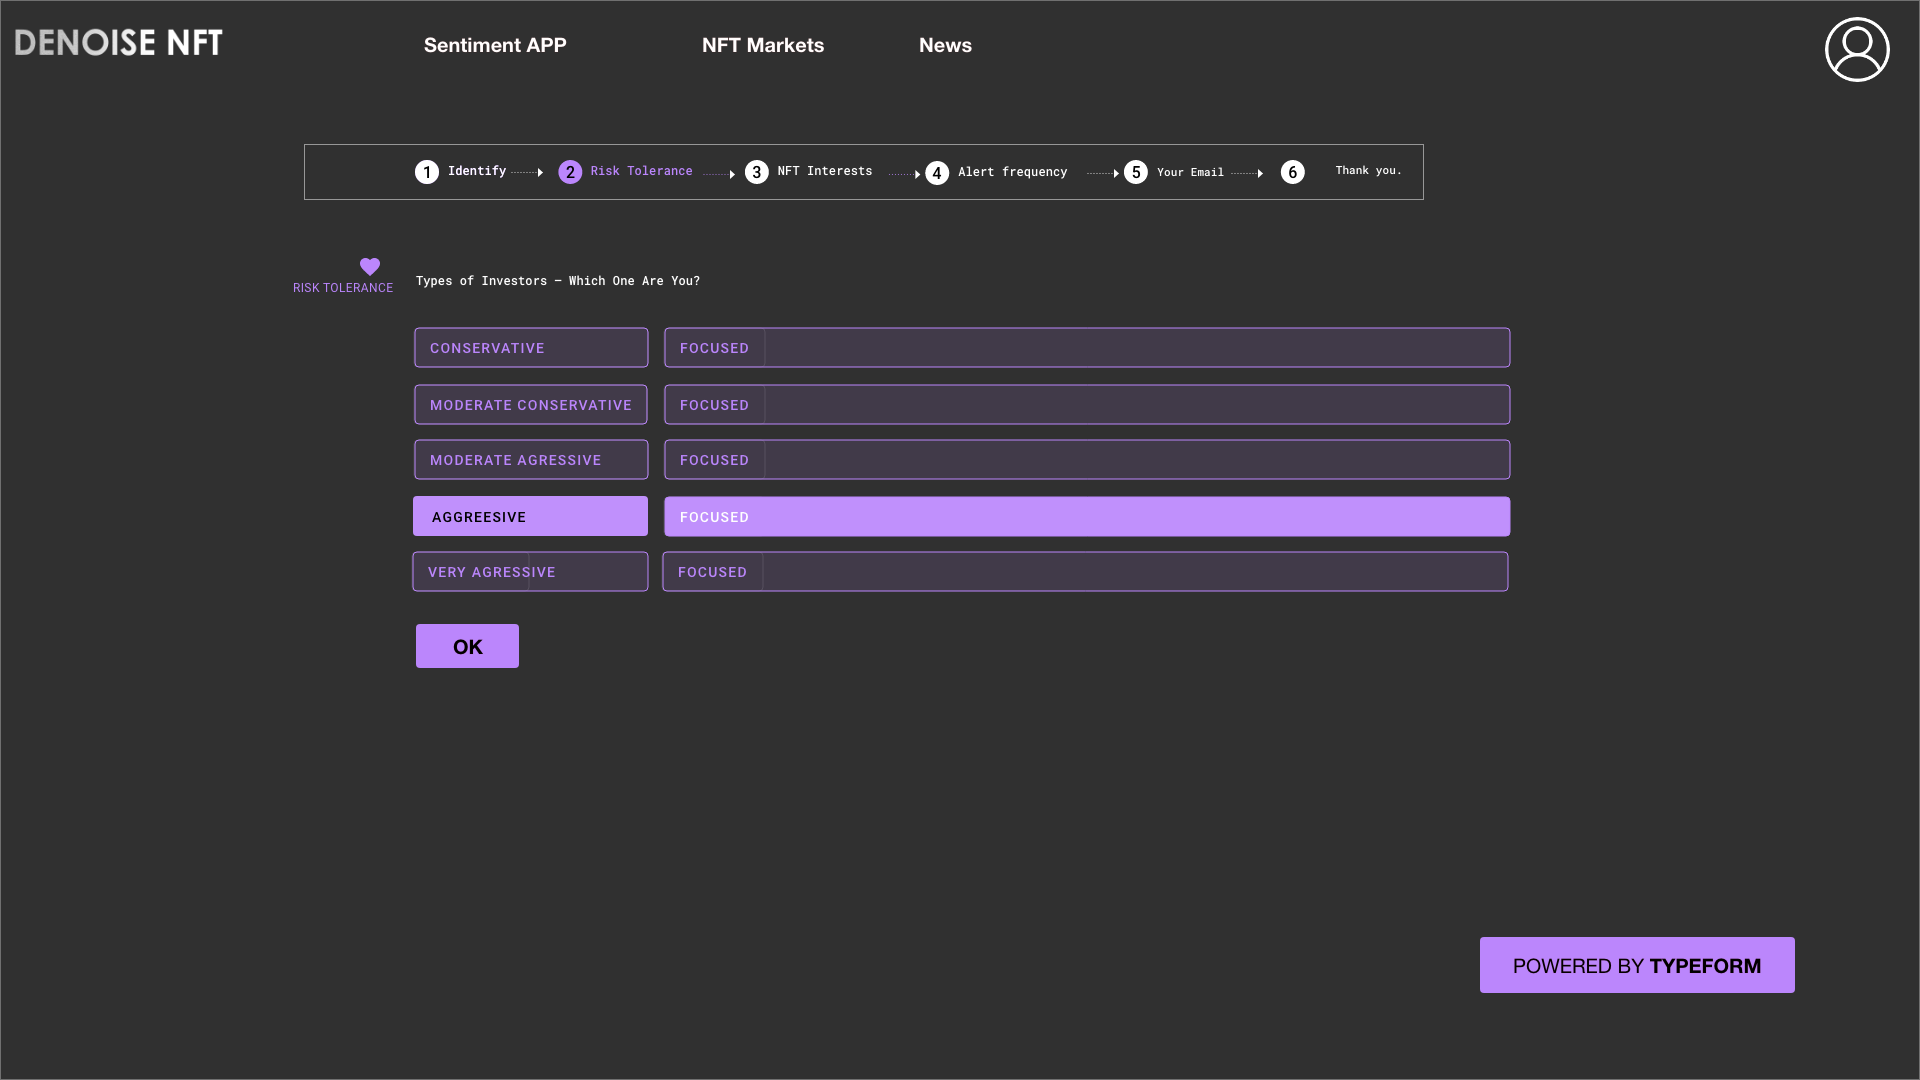 DENOISE NFT
Sentiment APP
NFT Markets
News
1 Identify 2 Risk Tolerance 3 NFT Interests 4 Alert frequency 5 Your Email 6 Thank you.
RISK TOLERANCE
Types of Investors – Which One Are You?
CONSERVATIVE
FOCUSED
MODERATE CONSERVATIVE
FOCUSED
MODERATE AGRESSIVE
FOCUSED
AGGREESIVE
FOCUSED
VERY AGRESSIVE
FOCUSED
OK
POWERED BY TYPEFORM